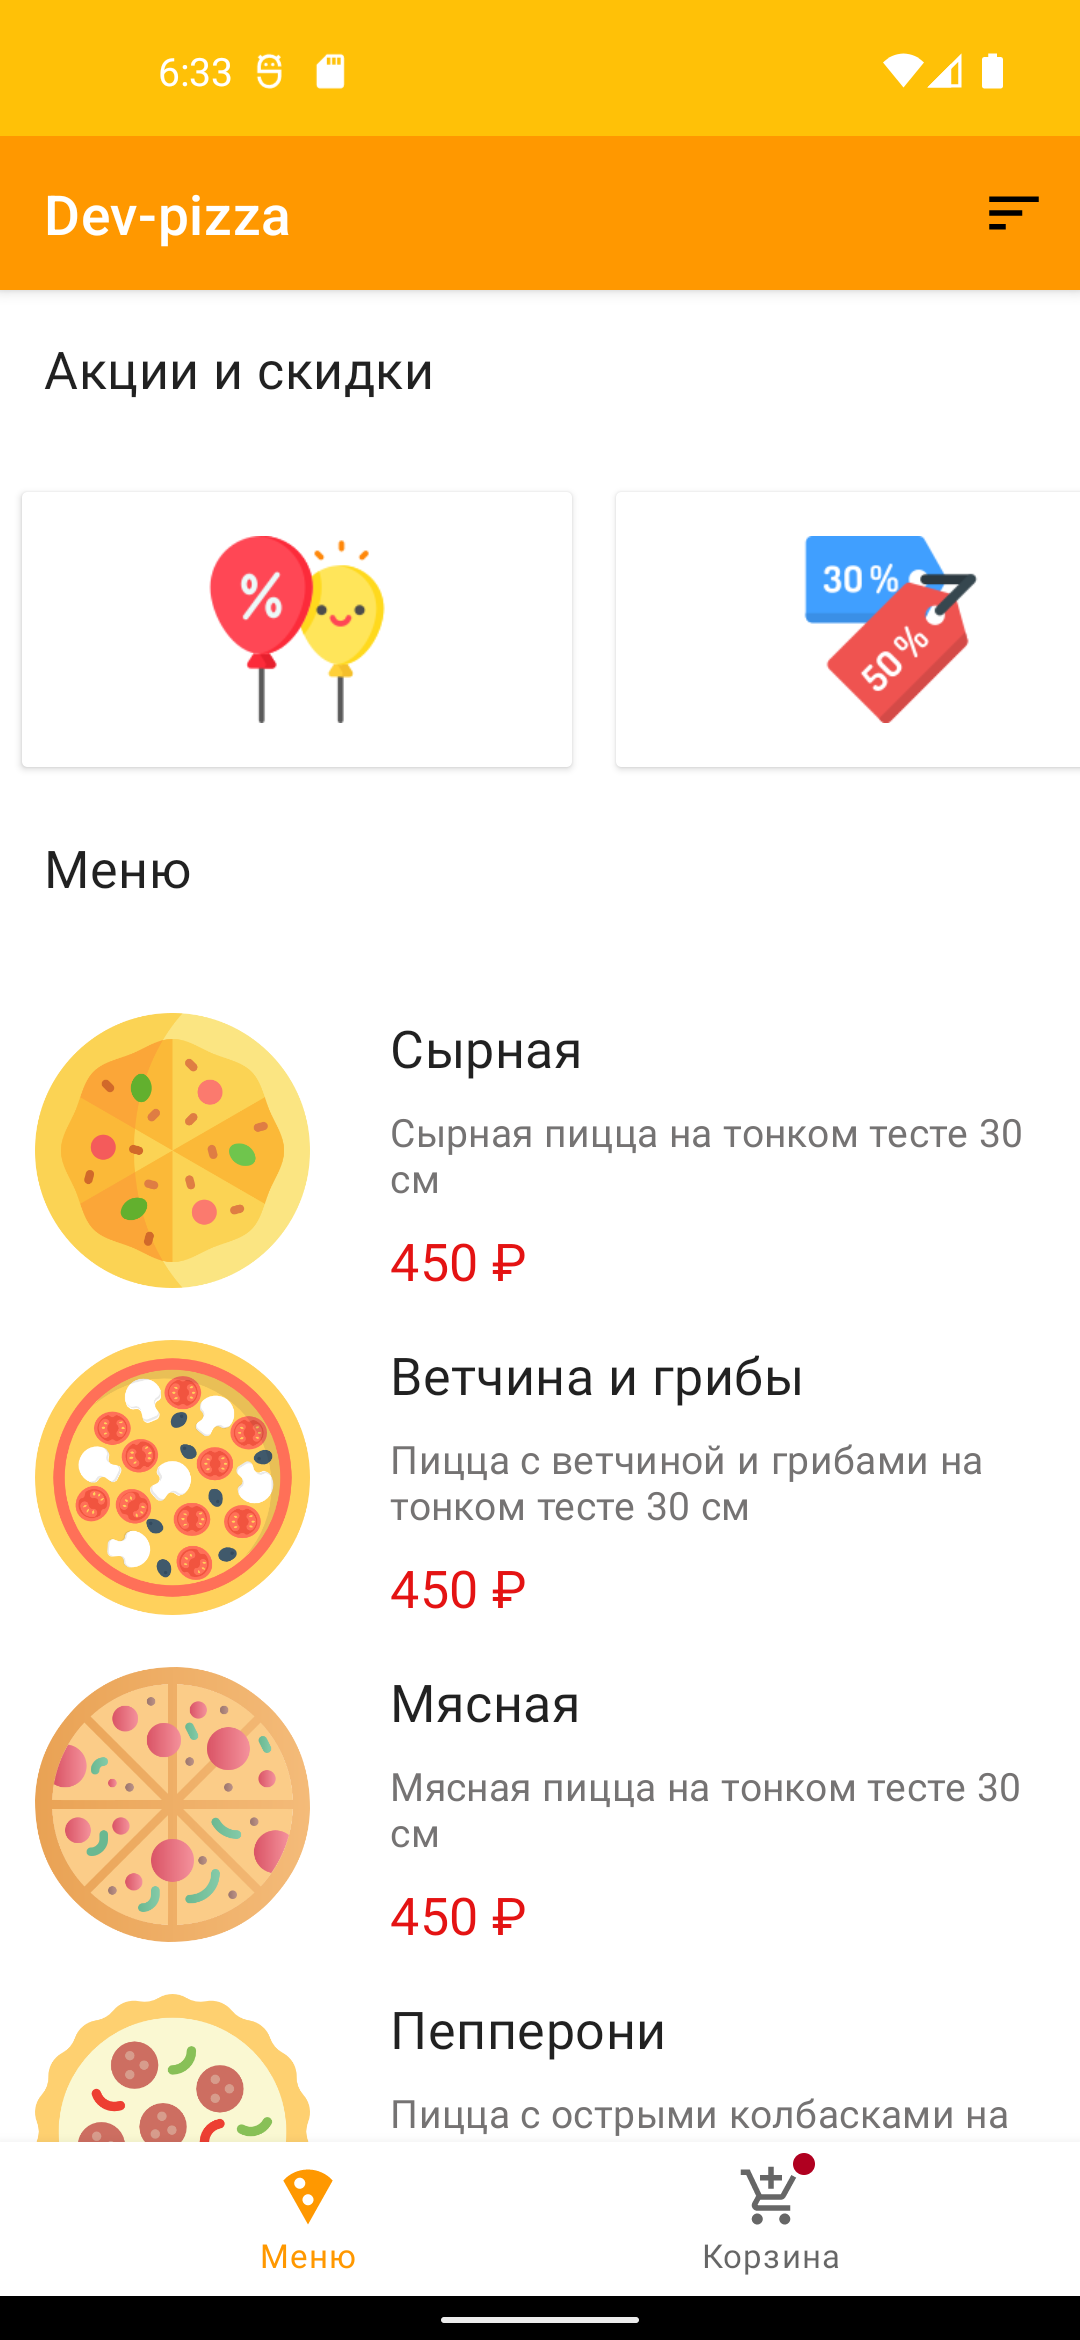 6:33
Dev-pizza
Акции и скидки
%
30%
50%
Меню
Сырная
Сырная пицца на тонком тесте 30
см
450 ₽
Ветчина и грибы
Пицца с ветчиной и грибами на
тонком тесте 30 см
450 ₽
Мясная
Мясная пицца на тонком тесте 30
см
450 ₽
Пепперони
Пицца с острыми колбасками на
Меню
Корзина